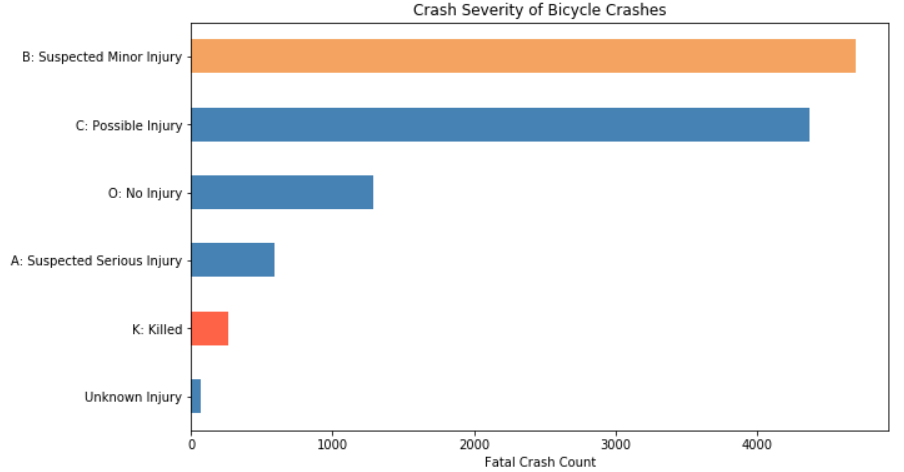 Crash Severity of Bicycle Crashes
B: Suspected Minor Injury
C: Possible Injury
O: No Injury
A: Suspected Serious Injury
K: Killed
Unknown Injury
0 1000 2000 3000 4000
Fatal Crash Count